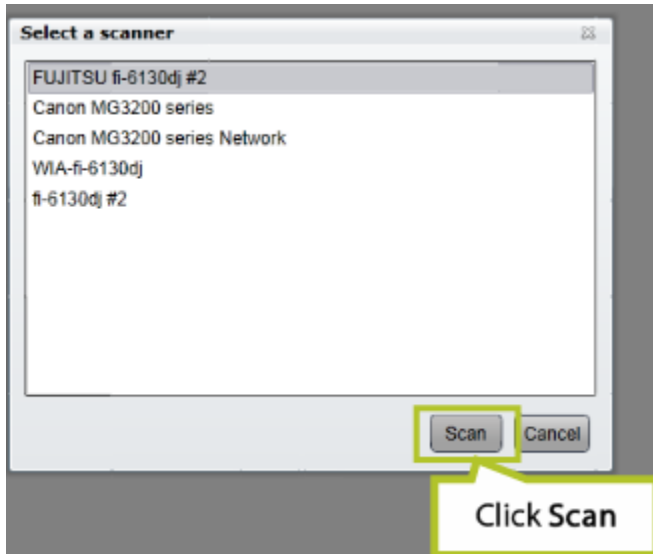 Select a scanner
FUJITSU fi-6130dj #2
Canon MG3200 series
Canon MG3200 series Network
WIA-fi-6130dj
fi-6130dj #2
Scan Cancel
Click Scan